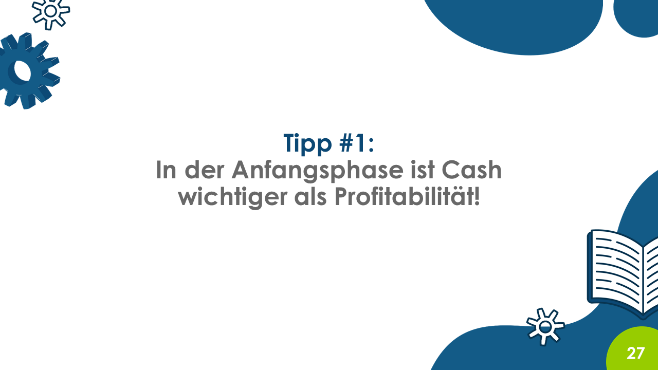 Tipp #1:
In der Anfangsphase ist Cash
wichtiger als Profitabilität!
27